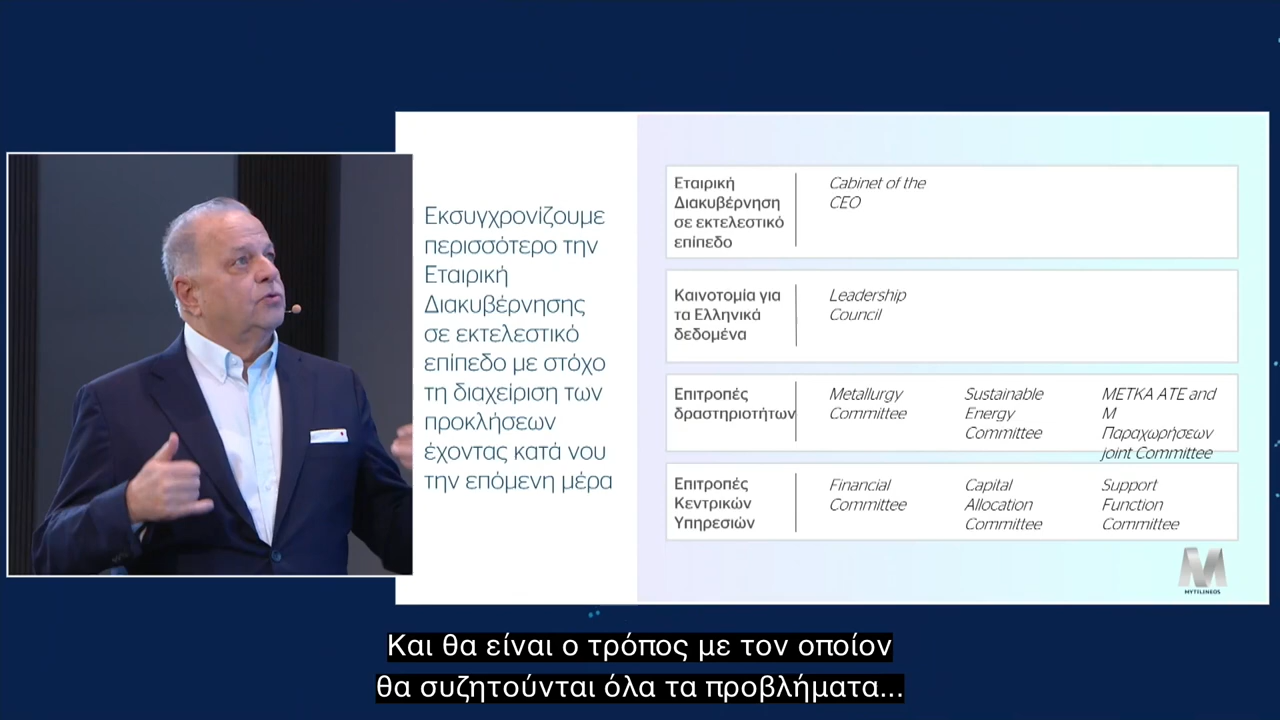 Εκσυγχρονίζουμε
περισσότερο την
Εταιρική
Διακυβέρνησης
σε εκτελεστικό
επίπεδο με στόχο
τη διαχείριση των
προκλήσεων
έχοντας κατά νου
την επόμενη μέρα
Εταιρική
Διακυβέρνηση
σε εκτελεστικό
επίπεδο
Cabinet of the
CEO
Καινοτομία για
τα Ελληνικά
δεδομένα
Leadership
Council
Επιτροπές
δραστηριοτήτων
Metallurgy
Committee
Sustainable
Energy
Committee
METKA ATE and
M
Παραχωρήσεων
joint Committee
Επιτροπές
Κεντρικών
Υπηρεσιών
Financial
Committee
Capital
Allocation
Committee
Support
Function
Committee
MYTILINEOS
Και θα είναι ο τρόπος με τον οποίον
θα συζητούνται όλα τα προβλήματα...